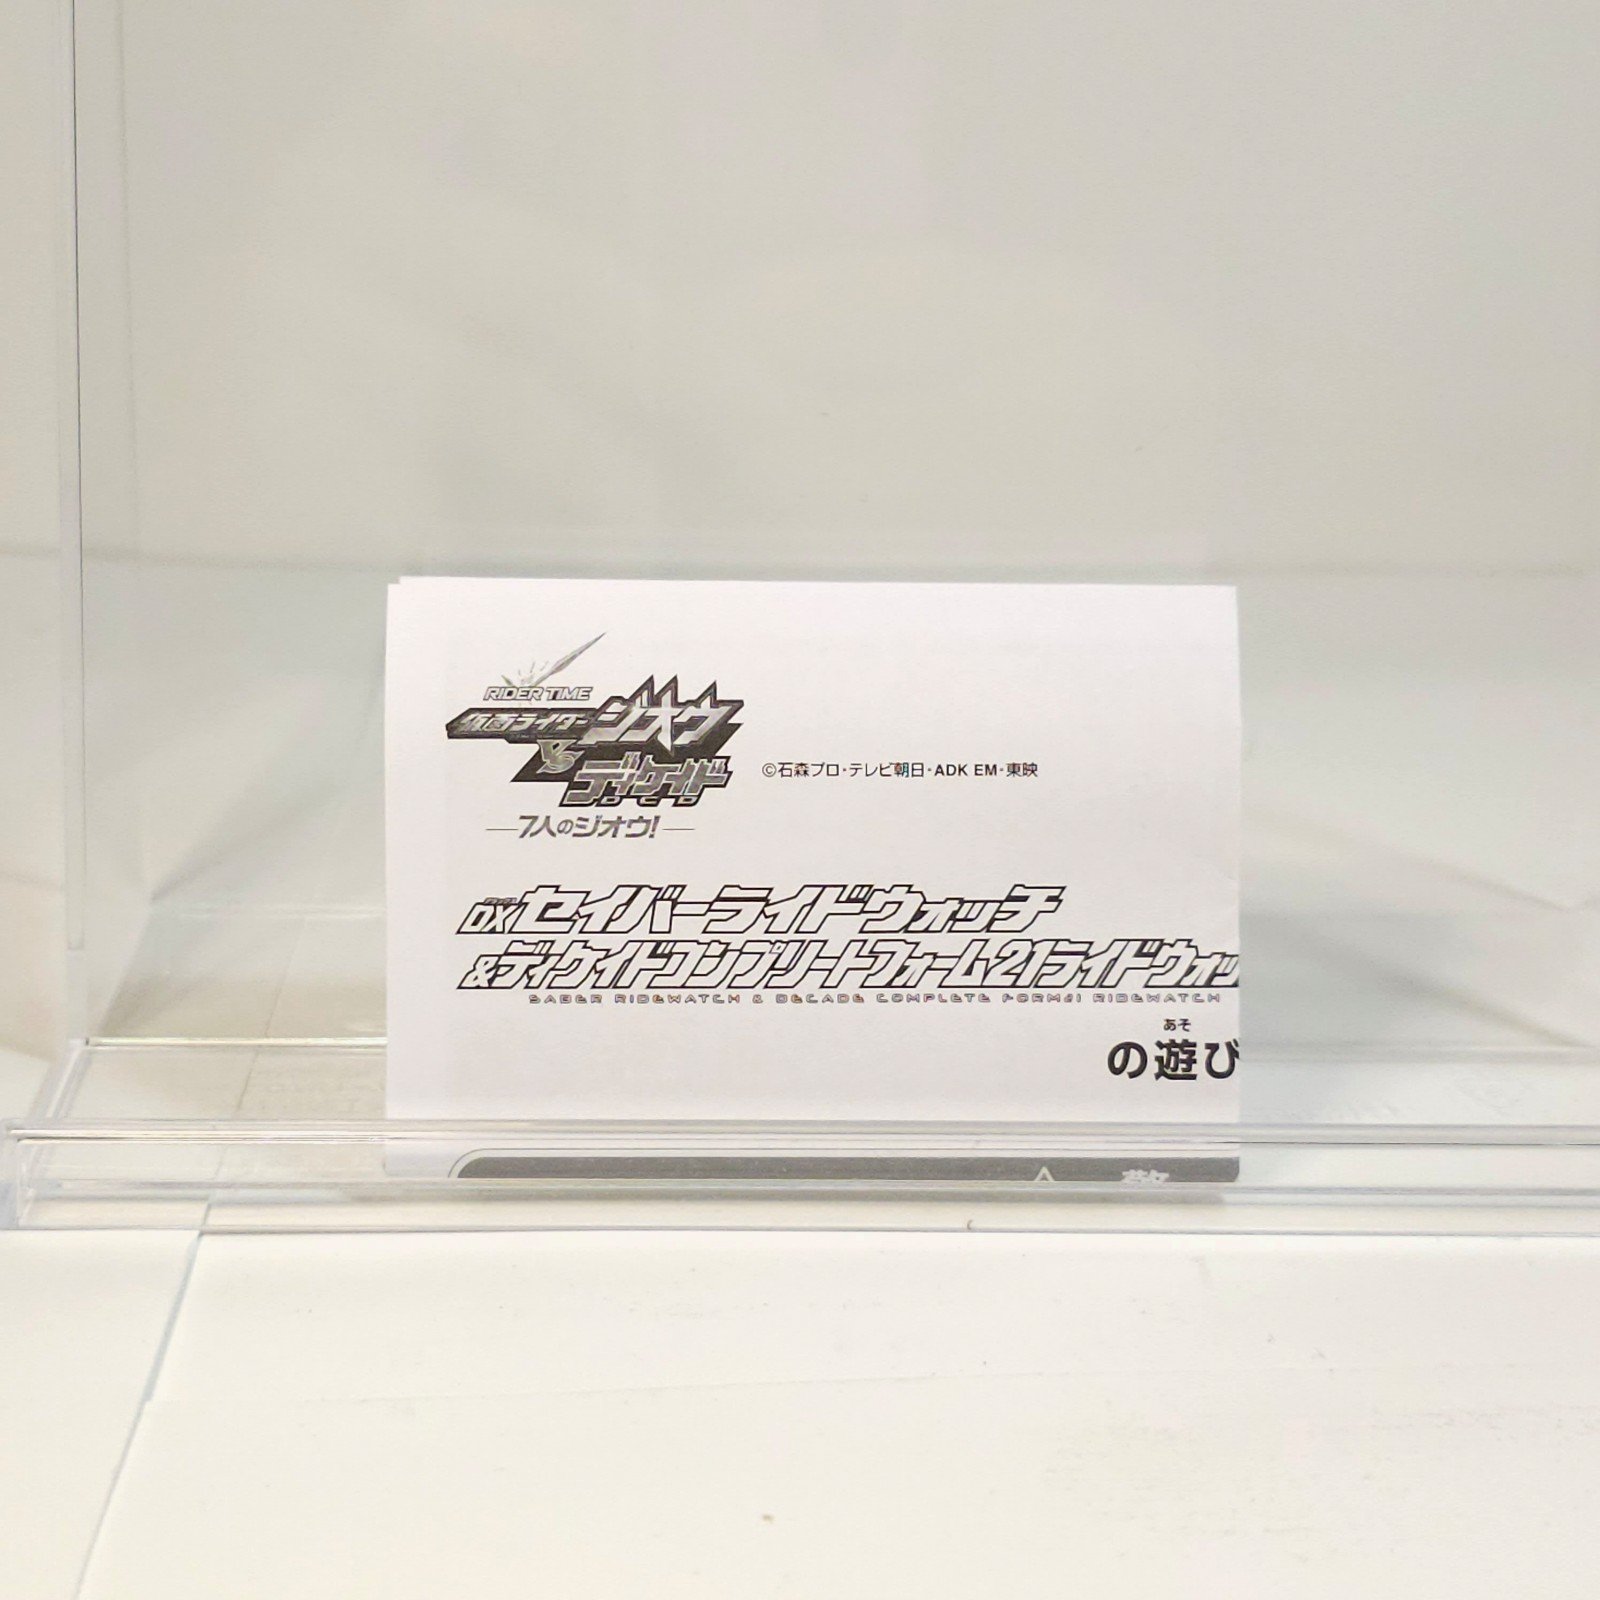 RIDER TIME
仮面ライダージオウ
VS
ディケイド
DCD
7人のジオウ!
©石森プロ・テレビ朝日・ADK EM・東映
DXセイバーライドウォッチ
&ディケイドコンプリートフォーム21ライドウォッ
SABER RIDEWATCH & DECADE COMPLETE FORM21 RIDEWATCH
あそ
の遊び